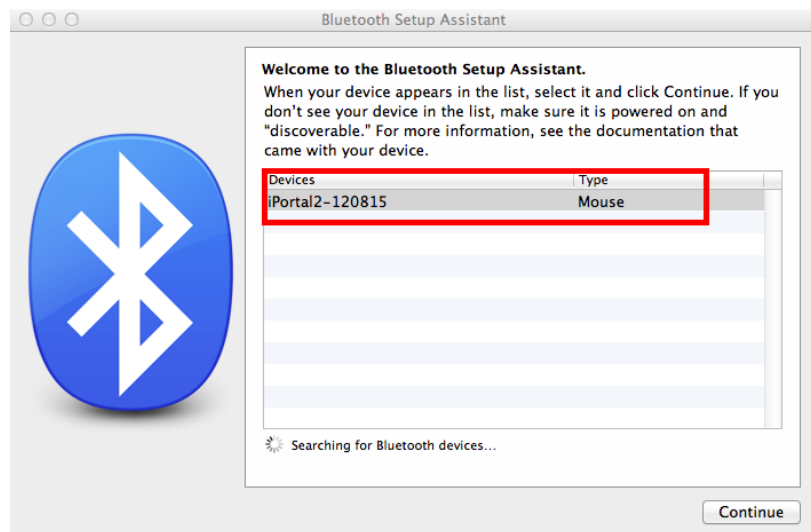 Bluetooth Setup Assistant
Welcome to the Bluetooth Setup Assistant.
When your device appears in the list, select it and click Continue. If you
don't see your device in the list, make sure it is powered on and
"discoverable." For more information, see the documentation that
came with your device.
Devices Type
iPortal2-120815 Mouse
Searching for Bluetooth devices...
Continue